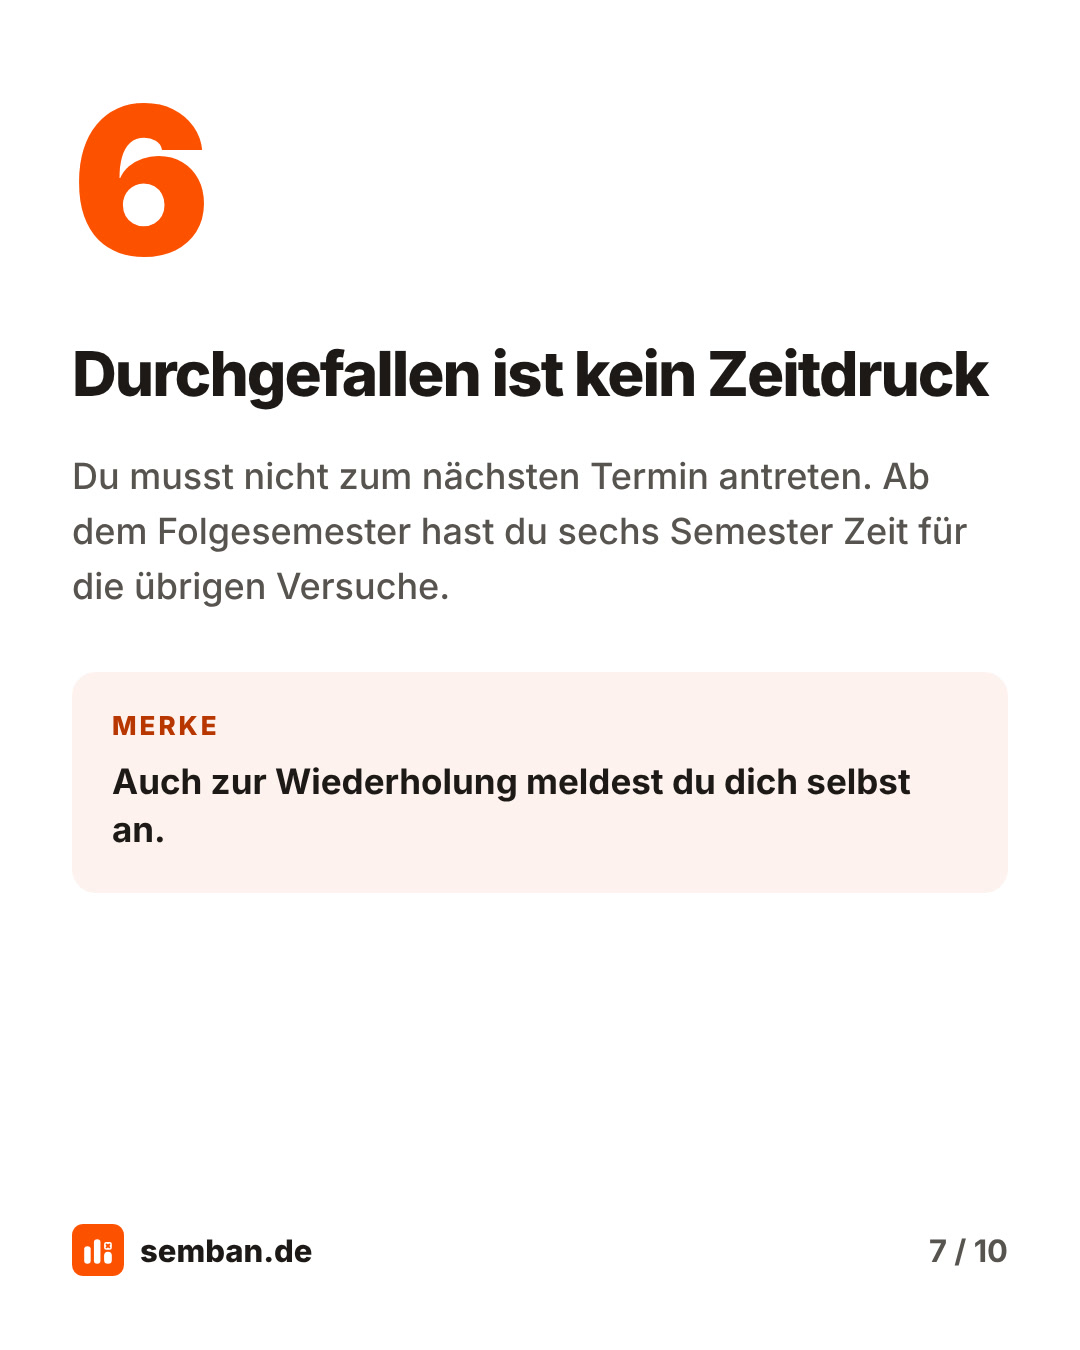 6
Durchgefallen ist kein Zeitdruck
Du musst nicht zum nächsten Termin antreten. Ab
dem Folgesemester hast du sechs Semester Zeit für
die übrigen Versuche.
MERKE
Auch zur Wiederholung meldest du dich selbst
an.
semban.de
7 / 10